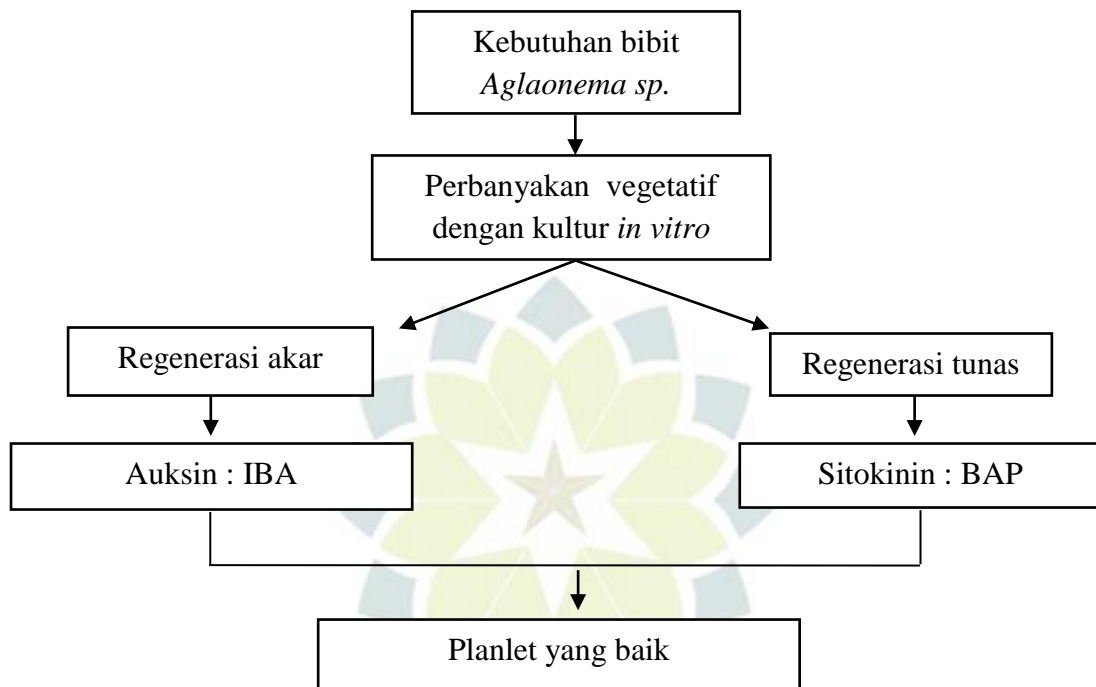 Kebutuhan bibit
Aglaonema sp.
Perbanyakan vegetatif
dengan kultur in vitro
Regenerasi akar
Regenerasi tunas
Auksin : IBA
Sitokinin : BAP
Planlet yang baik